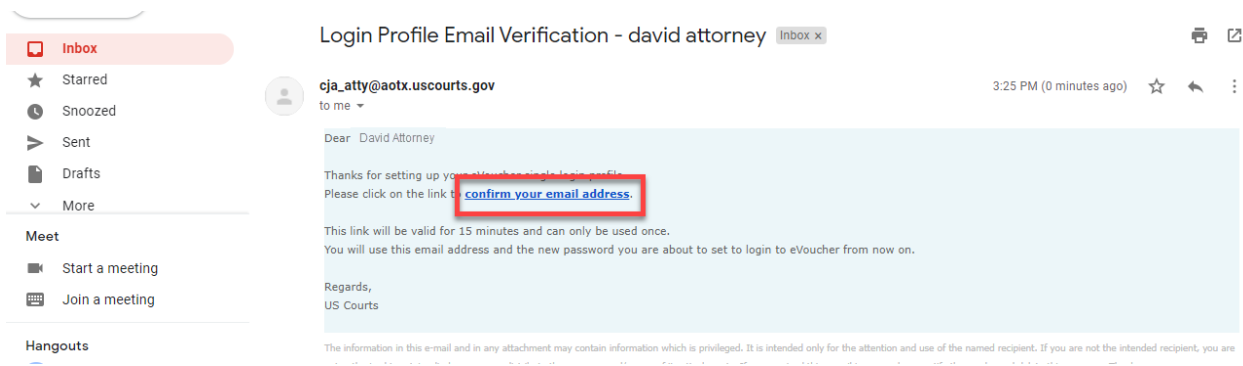 Inbox
Starred
Snoozed
Sent
Drafts
More
Meet
Start a meeting
Join a meeting
Hangouts
Login Profile Email Verification - david attorney Inbox x
cja_atty@aotx.uscourts.gov 3:25 PM (0 minutes ago)
to me
Dear David Attorney
Thanks for setting up your eVoucher single login profile.
Please click on the link to confirm your email address.
This link will be valid for 15 minutes and can only be used once.
You will use this email address and the new password you are about to set to login to eVoucher from now on.
Regards,
US Courts
The information in this e-mail and in any attachment may contain information which is privileged. It is intended only for the attention and use of the named recipient. If you are not the intended recipient, you are